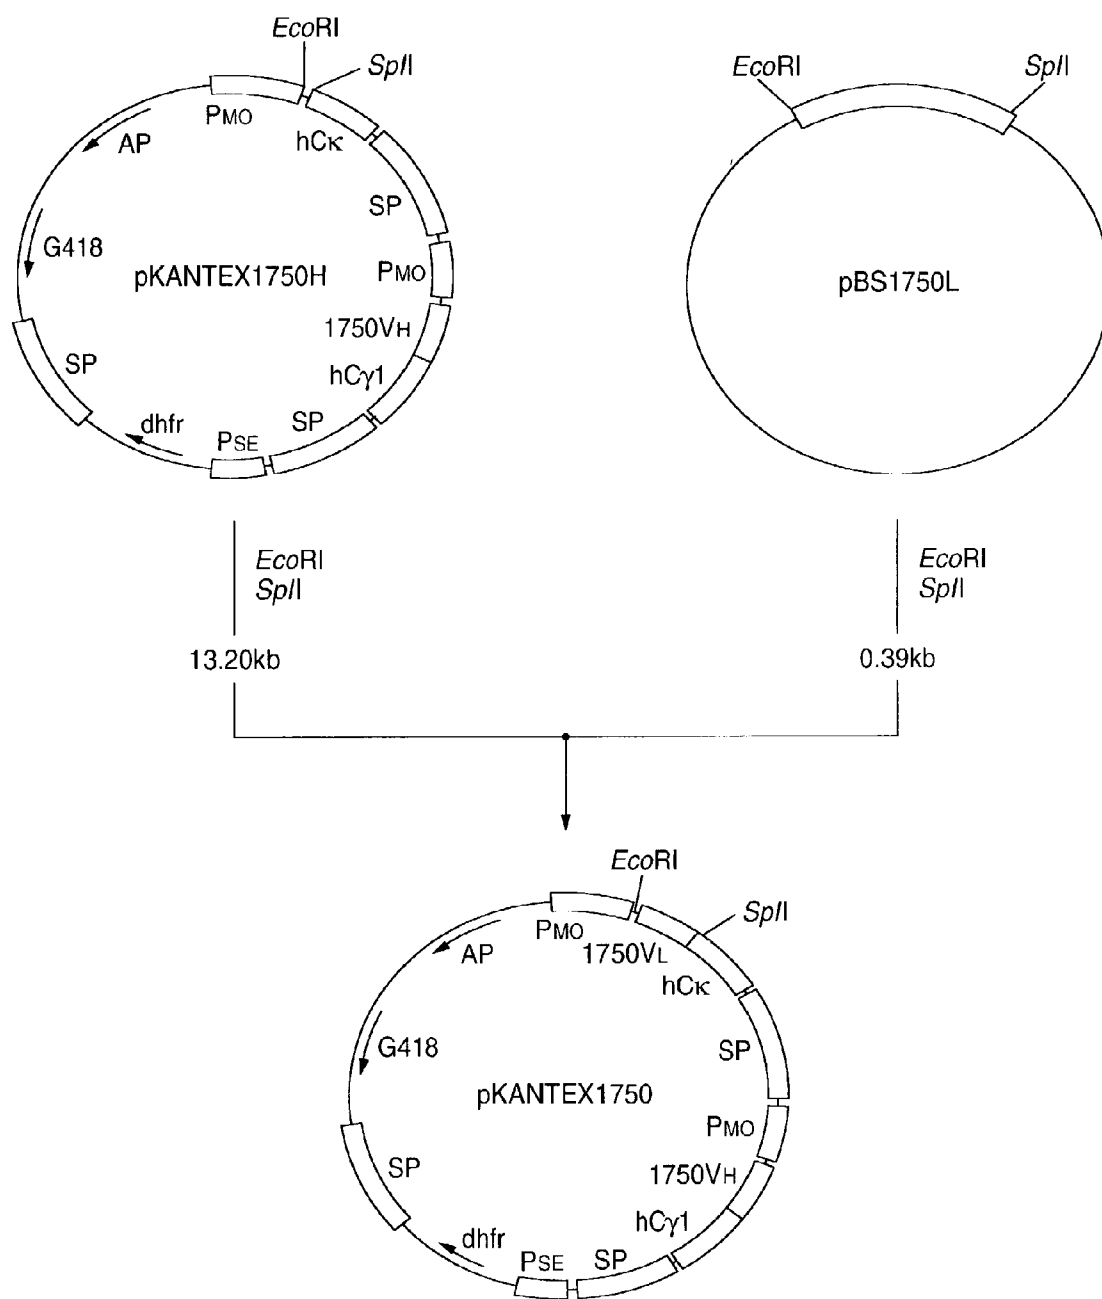 EcoRI
SplI
PMO
hCκ
AP
SP
G418
pKANTEX1750H
PMO
1750VH
hCγ1
SP
SP
dhfr
PSE
EcoRI
SplI
pBS1750L
EcoRI
SplI
13.20kb
EcoRI
SplI
0.39kb
EcoRI
SplI
PMO
1750VL
hCκ
AP
SP
G418
pKANTEX1750
PMO
1750VH
hCγ1
SP
SP
dhfr
PSE